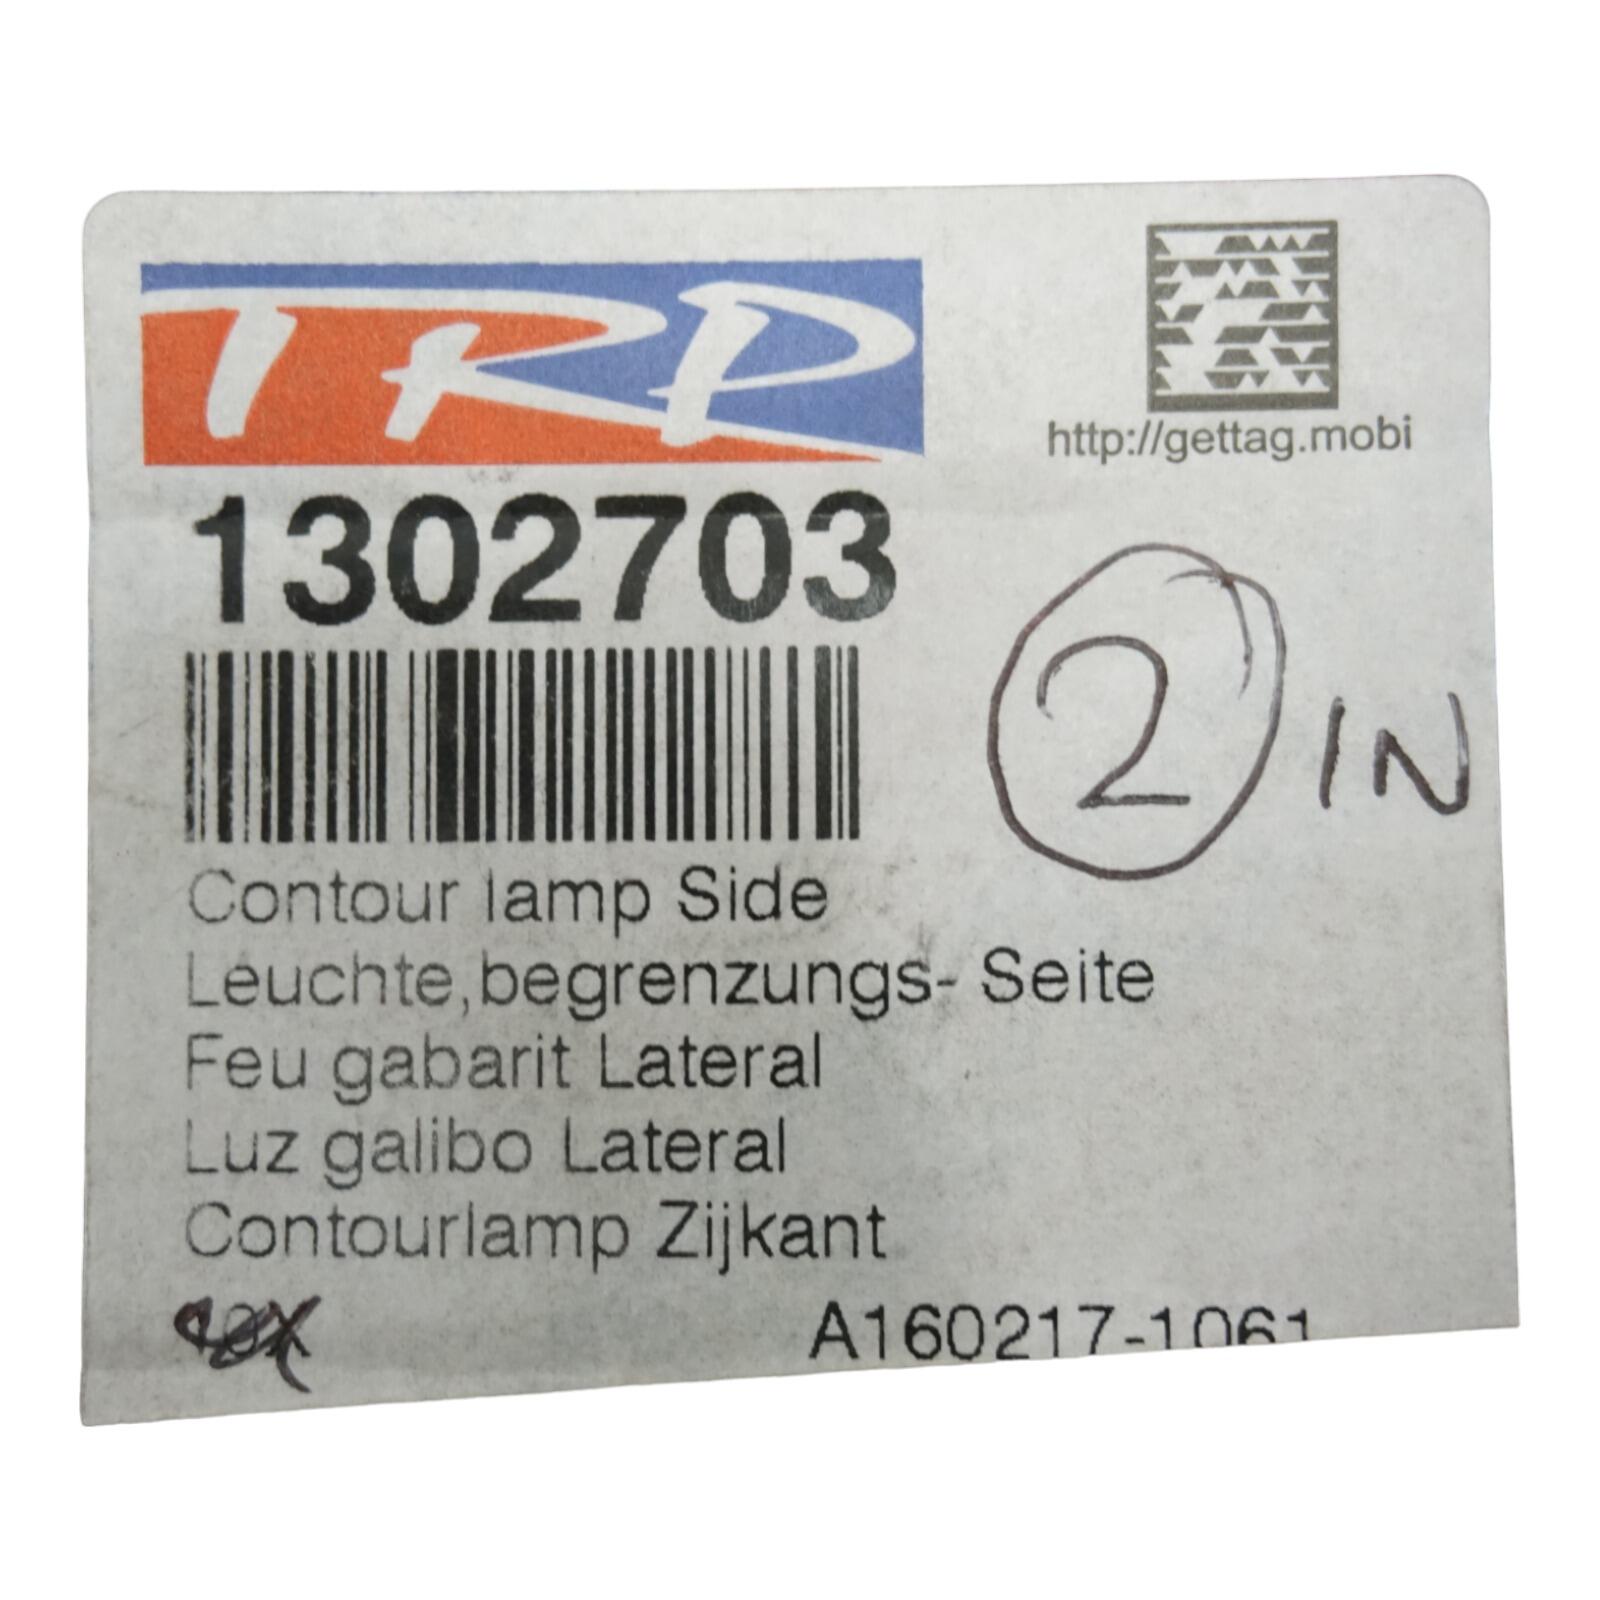 TRP
http://gettag.mobi
1302703
2 IN
Contour lamp Side
Leuchte,begrenzungs- Seite
Feu gabarit Lateral
Luz galibo Lateral
Contourlamp Zijkant
A160217-1061